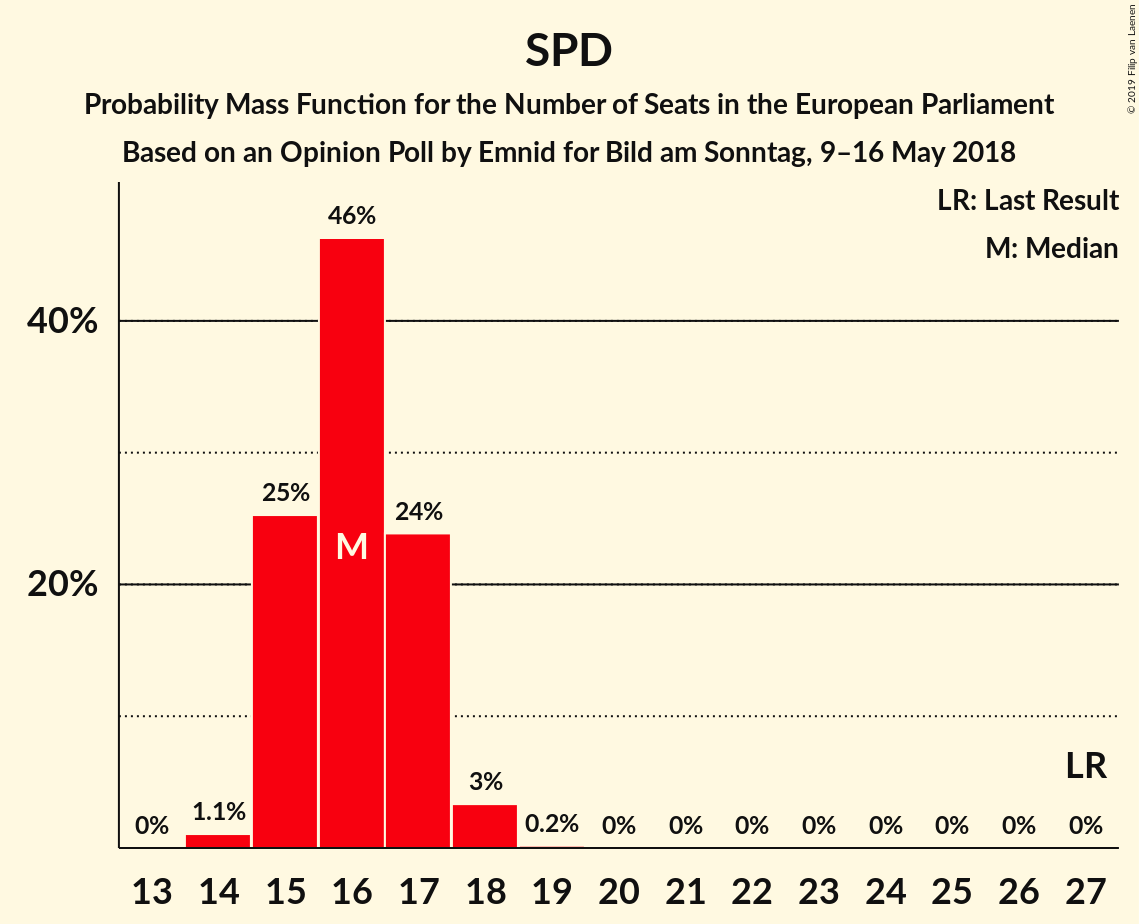 SPD
Probability Mass Function for the Number of Seats in the European Parliament
Based on an Opinion Poll by Emnid for Bild am Sonntag, 9–16 May 2018
© 2019 Filip van Laenen
LR: Last Result
M: Median
46%
40%
25%
24%
M
20%
LR
0% 1.1% 3% 0.2% 0% 0% 0% 0% 0% 0% 0% 0%
13 14 15 16 17 18 19 20 21 22 23 24 25 26 27